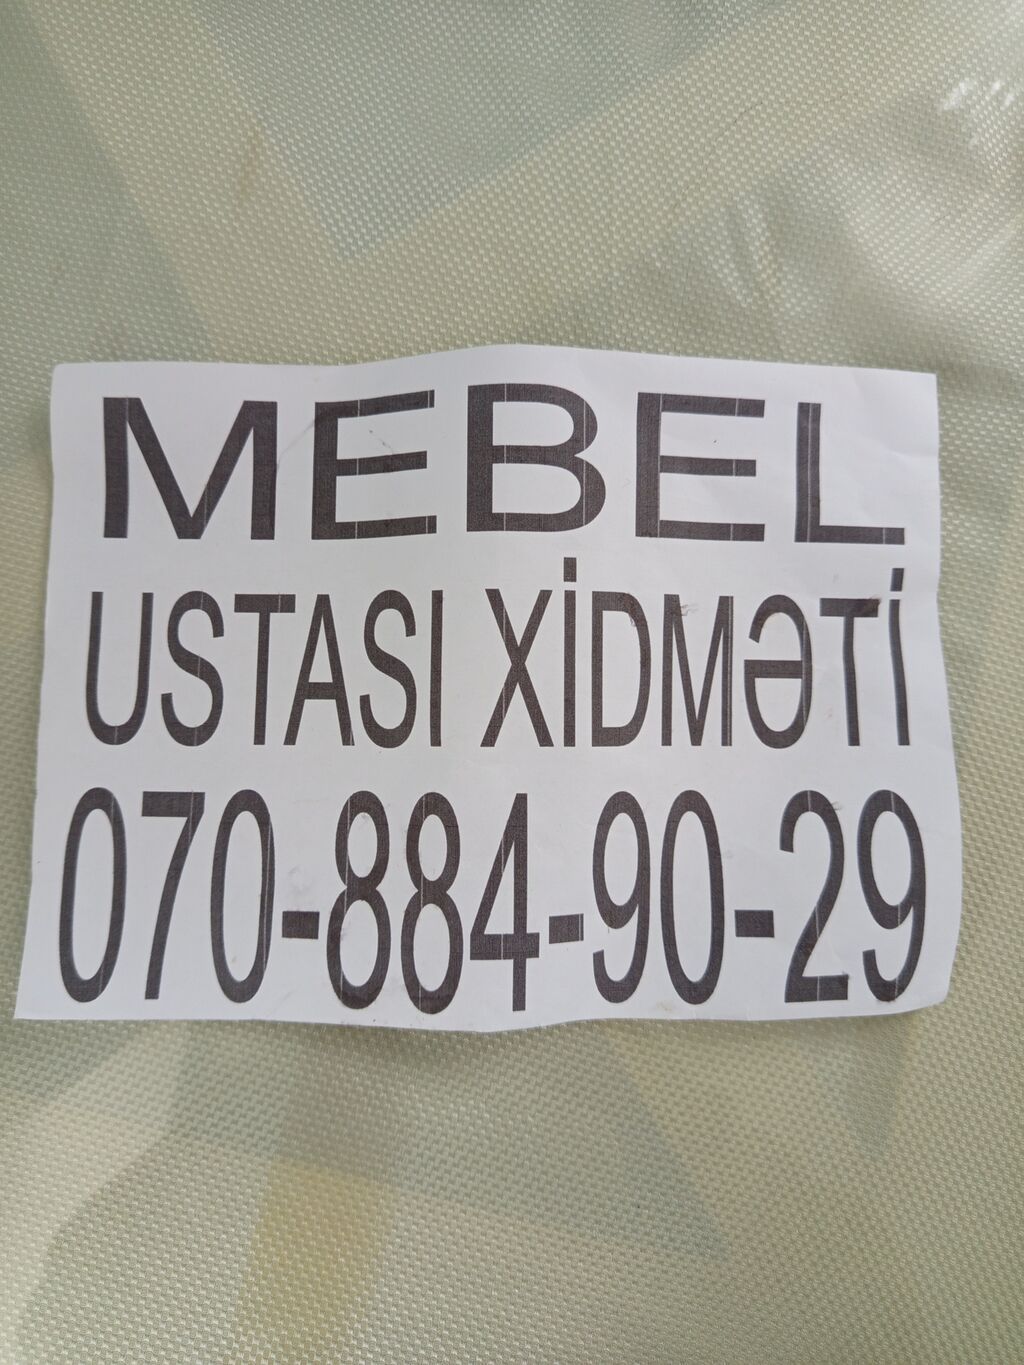 MEBEL
USTASI XİDMƏTİ
070-884-90-29